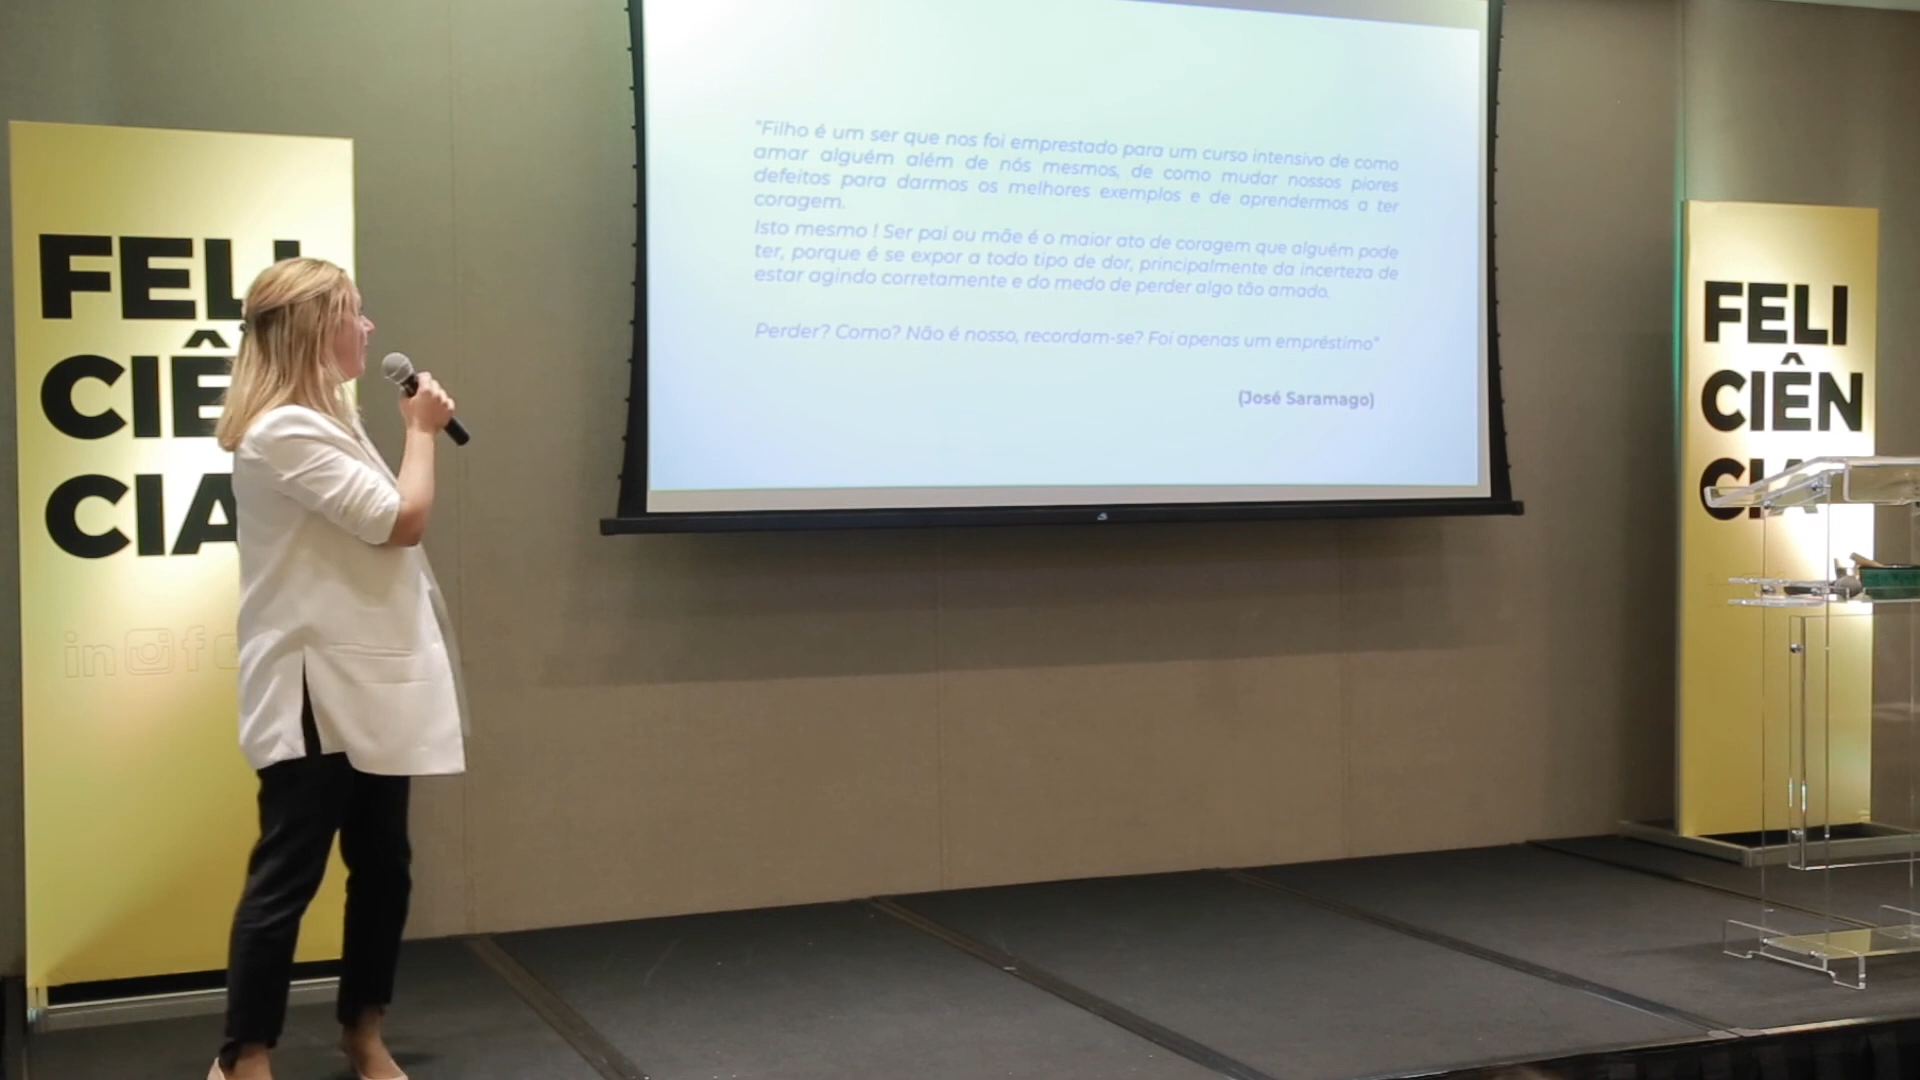 FELI
CIÊ
CIA
in f
"Filho é um ser que nos foi emprestado para um curso intensivo de como
amar alguém além de nós mesmos, de como mudar nossos piores
defeitos para darmos os melhores exemplos e de aprendermos a ter
coragem.
Isto mesmo ! Ser pai ou mãe é o maior ato de coragem que alguém pode
ter, porque é se expor a todo tipo de dor, principalmente da incerteza de
estar agindo corretamente e do medo de perder algo tão amado.
Perder? Como? Não é nosso, recordam-se? Foi apenas um empréstimo"
(José Saramago)
FELI
CIÊN
CIA